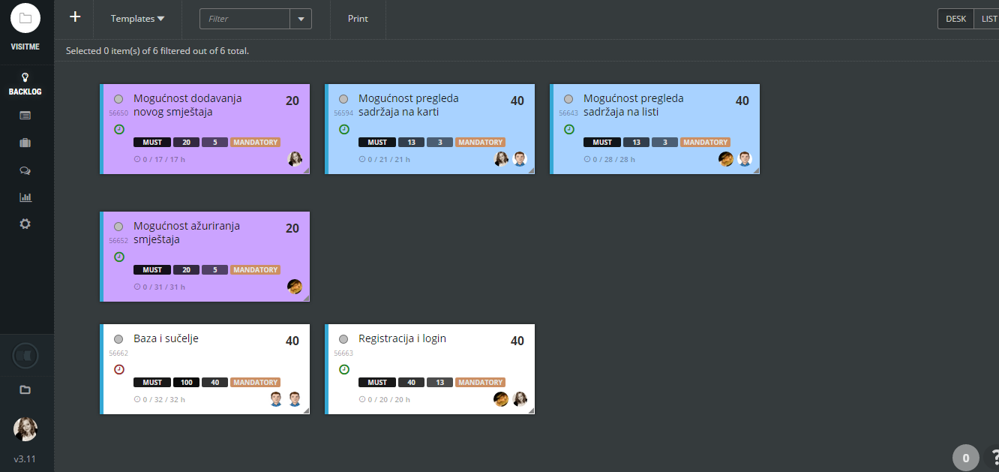 VISITME
BACKLOG
v3.11
Templates
Filter
Print
DESK
LIST
Selected 0 item(s) of 6 filtered out of 6 total.
Mogućnost dodavanja
novog smještaja
20
56650
MUST 20 5 MANDATORY
0 / 17 / 17 h
Mogućnost pregleda
sadržaja na karti
40
56594
MUST 13 3 MANDATORY
0 / 21 / 21 h
Mogućnost pregleda
sadržaja na listi
40
56643
MUST 13 3 MANDATORY
0 / 28 / 28 h
Mogućnost ažuriranja
smještaja
20
56652
MUST 20 5 MANDATORY
0 / 31 / 31 h
Baza i sučelje
40
56662
MUST 100 40 MANDATORY
0 / 32 / 32 h
Registracija i login
40
56663
MUST 40 13 MANDATORY
0 / 20 / 20 h
0
?